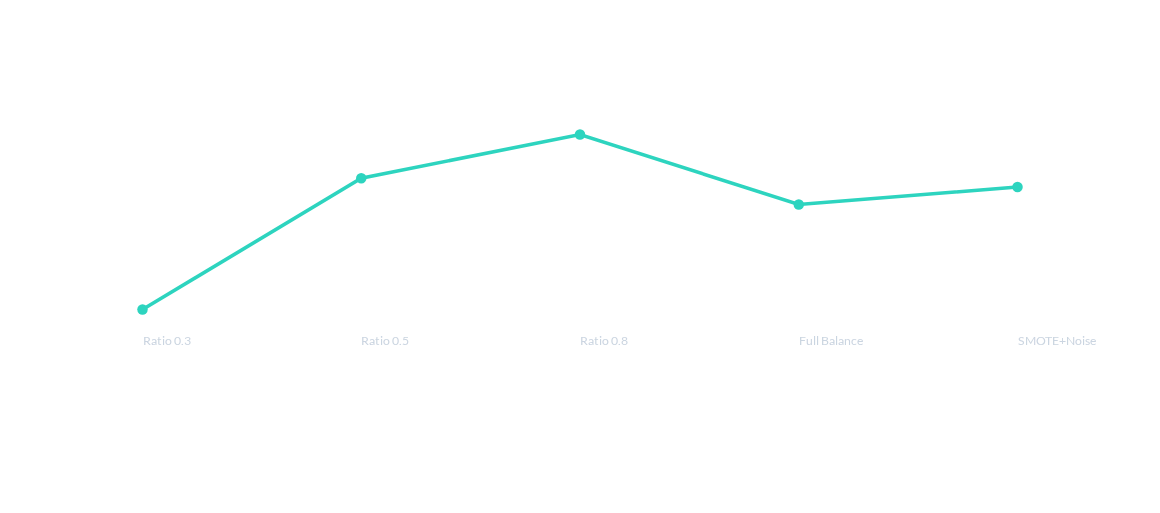 Ratio 0.3
Ratio 0.5
Ratio 0.8
Full Balance
SMOTE+Noise